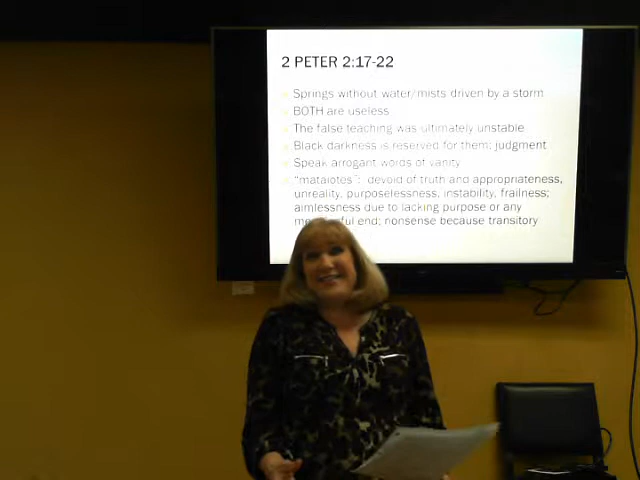 2 PETER 2:17-22
Springs without water/mists driven by a storm
BOTH are useless
The false teaching was ultimately unstable
Black darkness is reserved for them; judgment
Speak arrogant words of vanity
"mataiotes": devoid of truth and appropriateness,
unreality, purposelessness, instability, frailness;
aimlessness due to lacking purpose or any
end; nonsense because transitory